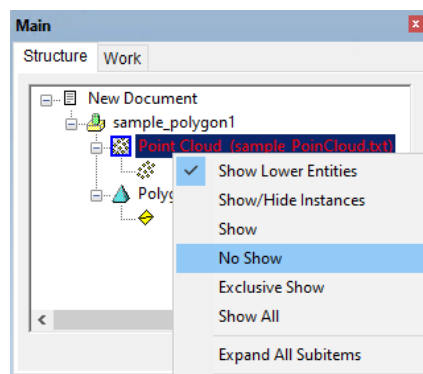 Main
Structure Work
New Document
sample_polygon1
Point Cloud (sample_PoinCloud.txt)
Show Lower Entities
Polyg
Show/Hide Instances
Show
No Show
Exclusive Show
Show All
Expand All Subitems